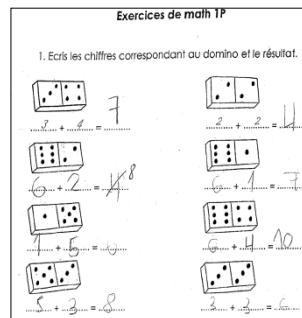 Exercices de math 1P
1. Ecris les chiffres correspondant au domino et le résultat.
3 + 4 = 7
2 + 2 = 4
6 + 2 = 8
6 + 1 = 7
1 + 5 =
6 + 4 = 10
5 + 3 = 8
3 + 3 = 6